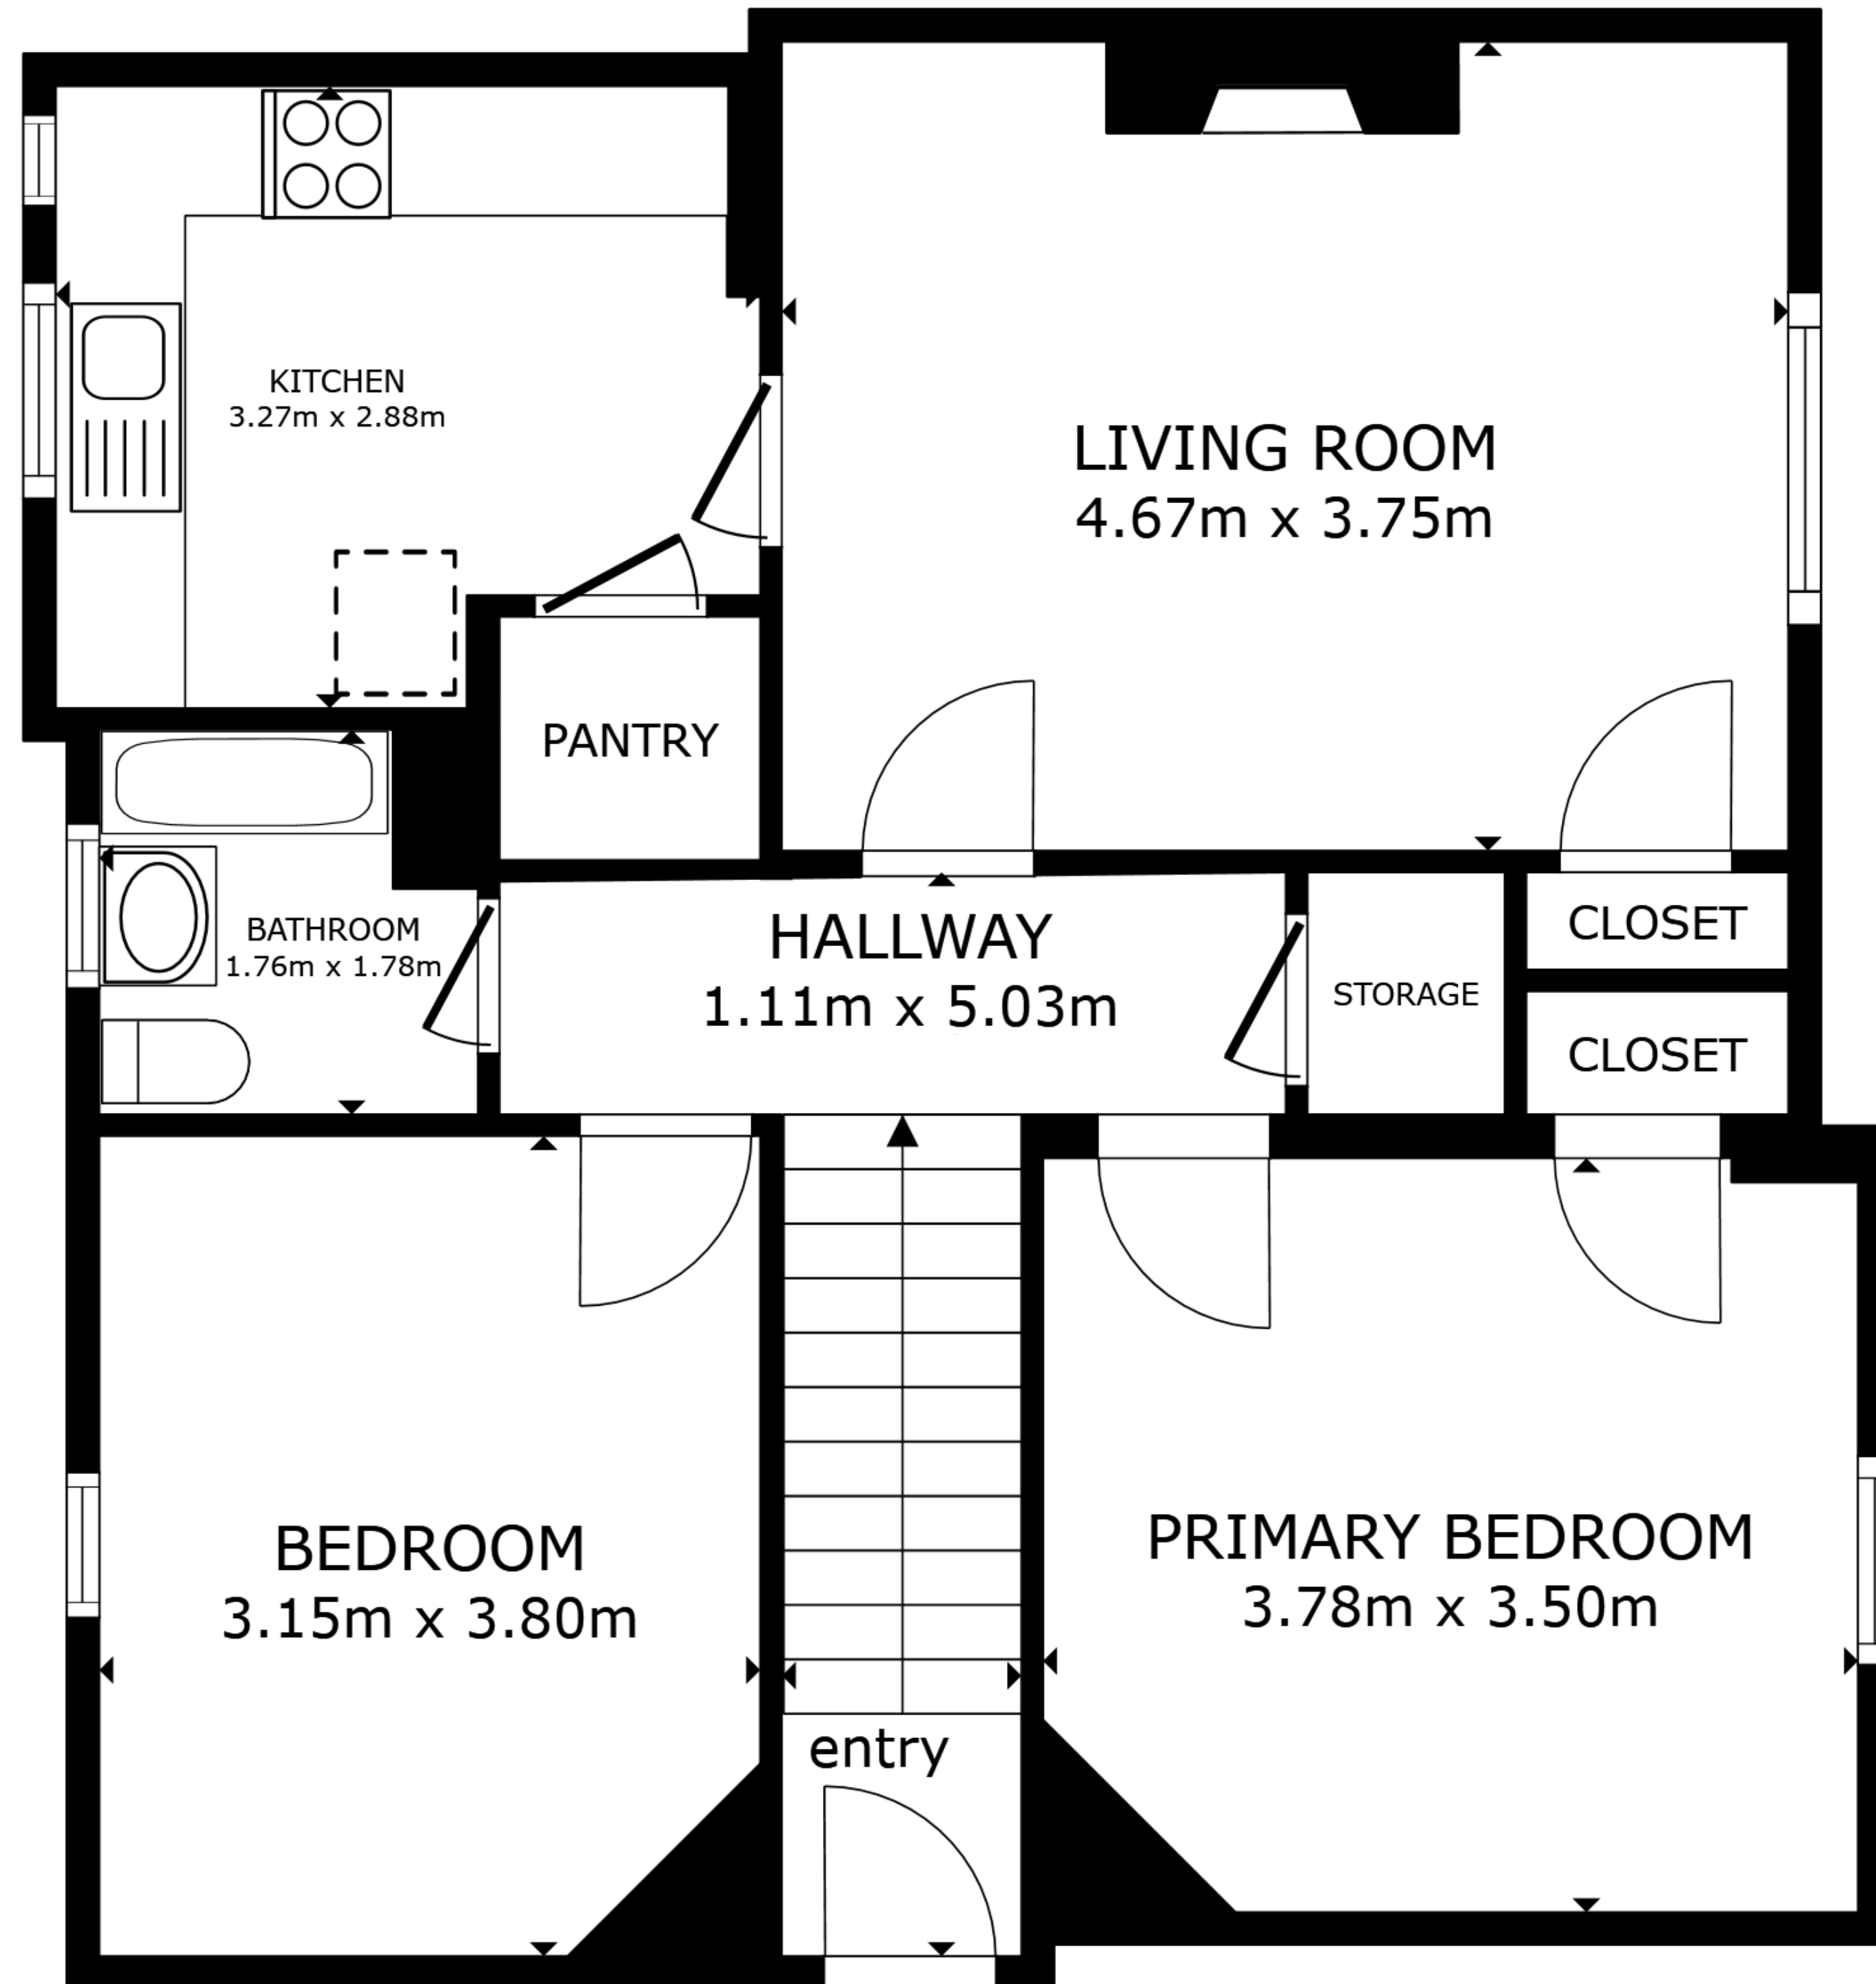 KITCHEN
3.27m x 2.88m
LIVING ROOM
4.67m x 3.75m
PANTRY
BATHROOM
1.76m x 1.78m
HALLWAY
1.11m x 5.03m
STORAGE
CLOSET
CLOSET
BEDROOM
3.15m x 3.80m
PRIMARY BEDROOM
3.78m x 3.50m
entry